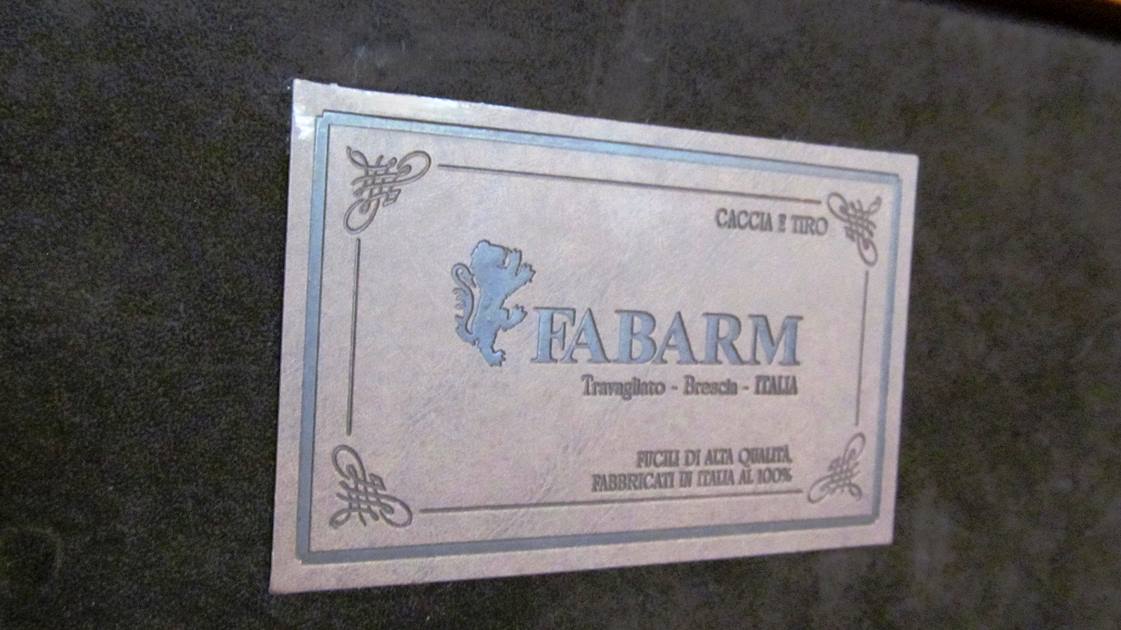 CACCIA E TIRO
FABARM
Travagliato - Brescia - ITALIA
FUCILI DI ALTA QUALITÀ,
FABBRICATI IN ITALIA AL 100%